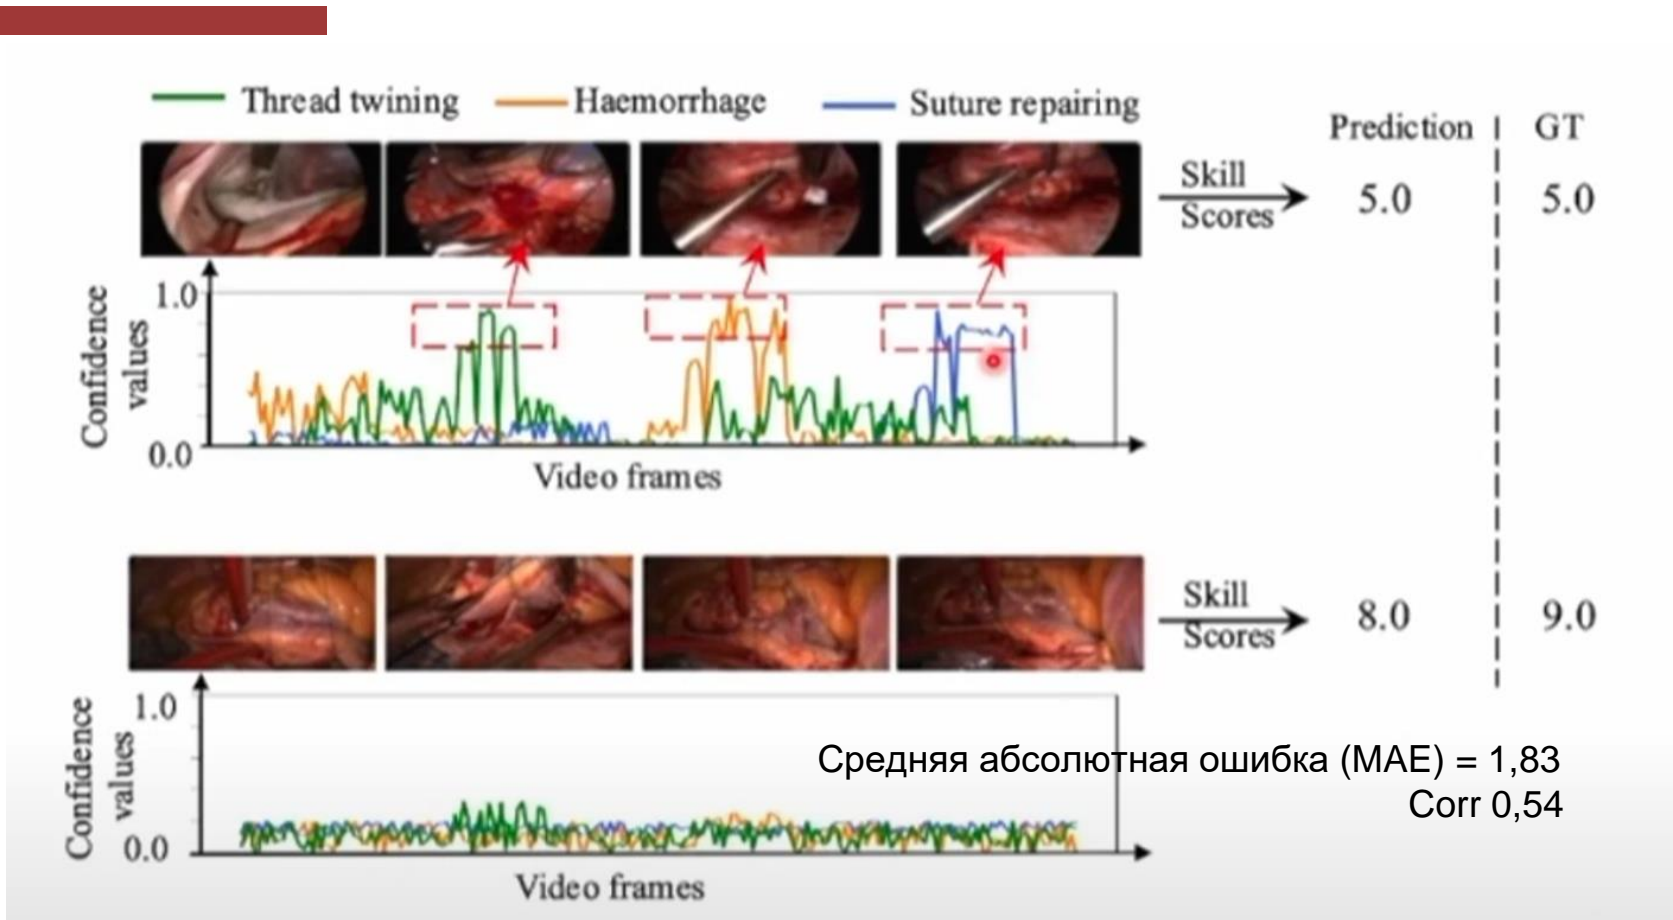 Thread twining Haemorrhage Suture repairing
Prediction GT
Skill
Scores
5.0 5.0
Confidence
values
1.0
0.0
Video frames
Skill
Scores
8.0 9.0
Confidence
values
1.0
0.0
Video frames
Средняя абсолютная ошибка (MAE) = 1,83
Corr 0,54